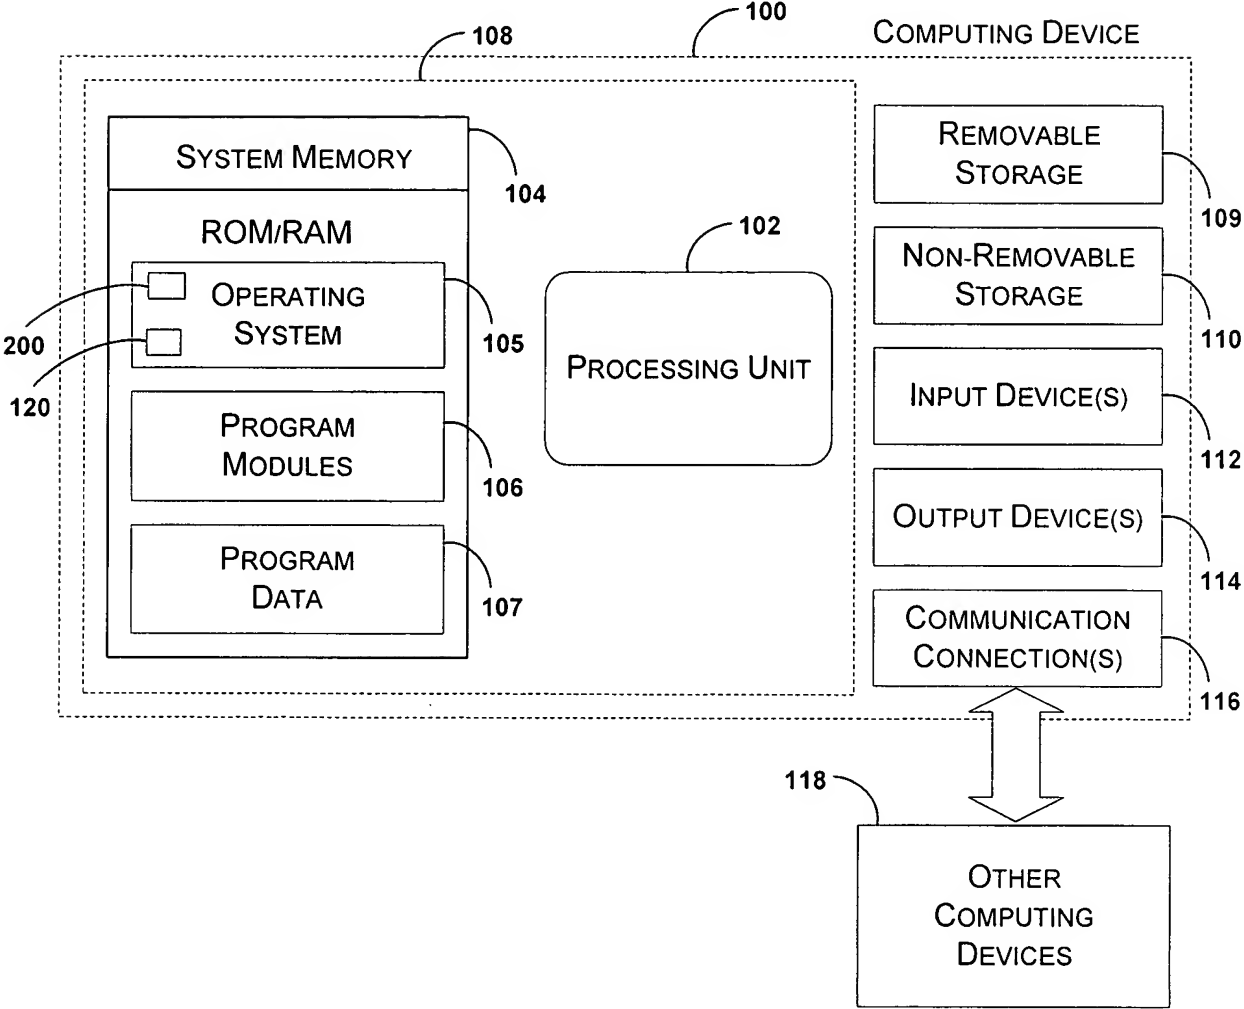 100
COMPUTING DEVICE
108
SYSTEM MEMORY
104
ROM/RAM
OPERATING
SYSTEM
200
120
105
PROGRAM
MODULES
106
PROGRAM
DATA
107
102
PROCESSING UNIT
REMOVABLE
STORAGE
109
NON-REMOVABLE
STORAGE
110
INPUT DEVICE(S)
112
OUTPUT DEVICE(S)
114
COMMUNICATION
CONNECTION(S)
116
118
OTHER
COMPUTING
DEVICES